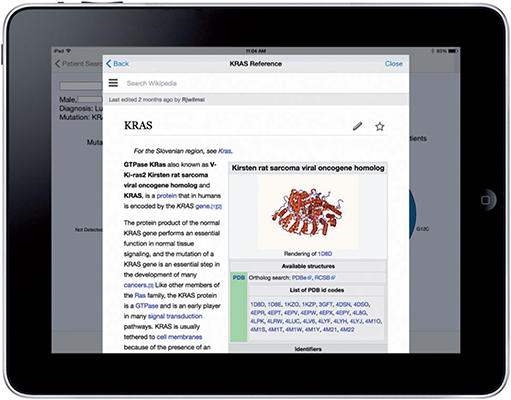 iPad
11:04 AM
83%
Patient Sear
Back
KRAS Reference
Close
Search Wikipedia
Last edited 2 months ago by Rjwilmsi
Male,
Diagnosis: Lu
Mutation: KRA
KRAS
Muta
tients
For the Slovenian region, see Kras.
GTPase KRas also known as V-
Ki-ras2 Kirsten rat sarcoma
viral oncogene homolog and
KRAS, is a protein that in humans
is encoded by the KRAS gene.[1][2]
The protein product of the normal
KRAS gene performs an essential
function in normal tissue
signaling, and the mutation of a
KRAS gene is an essential step in
the development of many
cancers.[3] Like other members of
the Ras family, the KRAS protein
is a GTPase and is an early player
in many signal transduction
pathways. KRAS is usually
tethered to cell membranes
because of the presence of an
Kirsten rat sarcoma viral oncogene homolog
Rendering of 1D8D
Available structures
PDB Ortholog search: PDBe, RCSB
List of PDB id codes
1D8D, 1D8E, 1KZO, 1KZP, 3GFT, 4DSN, 4DSO,
4EPR, 4EPT, 4EPV, 4EPW, 4EPX, 4EPY, 4L8G,
4LPK, 4LRW, 4LUC, 4LV6, 4LYF, 4LYH, 4LYJ, 4M1O,
4M1S, 4M1T, 4M1W, 4M1Y, 4M21, 4M22
Identifiers
Not Detected
G12C